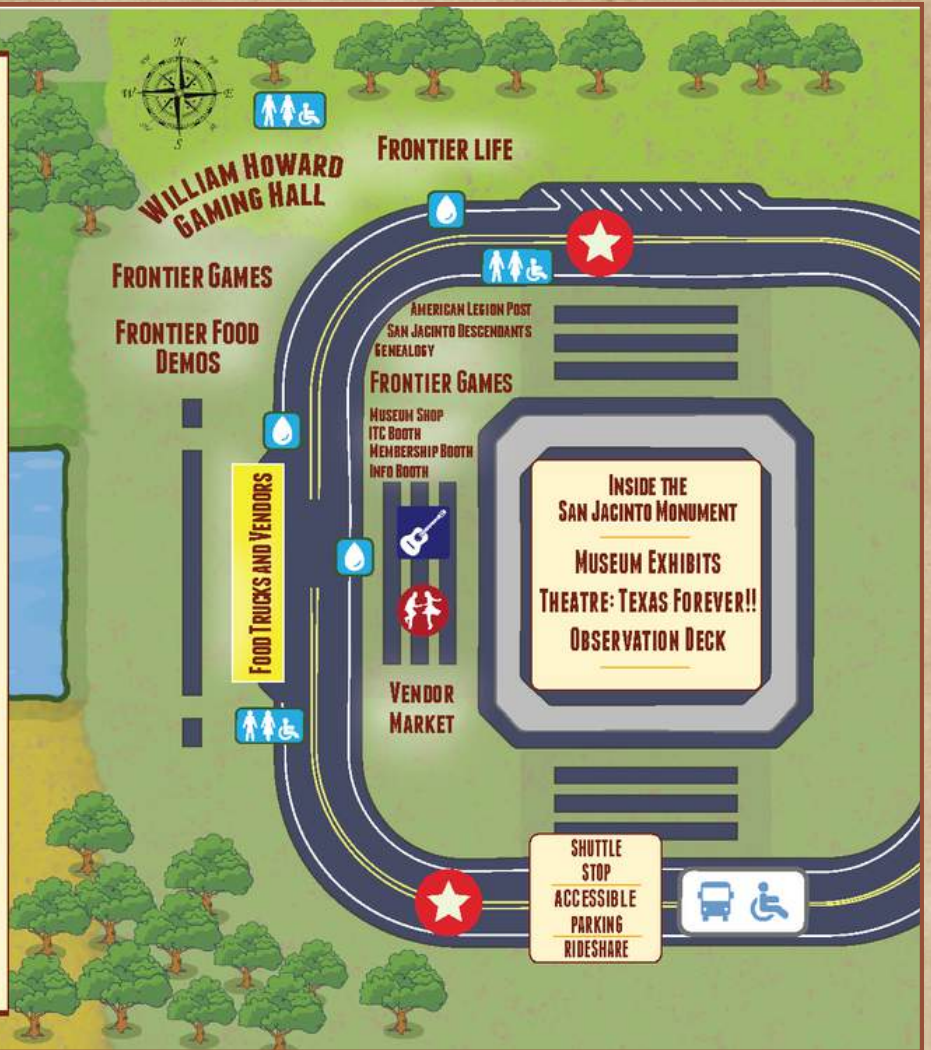 N
W
E
S
WILLIAM HOWARD
GAMING HALL
FRONTIER LIFE
FRONTIER GAMES
FRONTIER FOOD
DEMOS
AMERICAN LEGION POST
SAN JACINTO DESCENDANTS
GENEALOGY
FRONTIER GAMES
MUSEUM SHOP
ITC BOOTH
MEMBERSHIP BOOTH
INFO BOOTH
FOOD TRUCKS AND VENDORS
INSIDE THE
SAN JACINTO MONUMENT
MUSEUM EXHIBITS
THEATRE: TEXAS FOREVER!!
OBSERVATION DECK
VENDOR
MARKET
SHUTTLE
STOP
ACCESSIBLE
PARKING
RIDESHARE